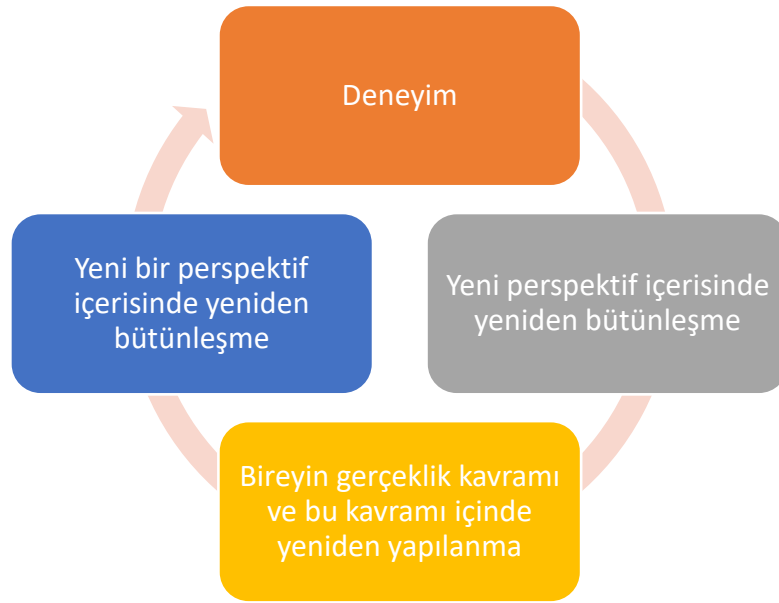 Deneyim
Yeni perspektif içerisinde
yeniden bütünleşme
Bireyin gerçeklik kavramı
ve bu kavramı içinde
yeniden yapılanma
Yeni bir perspektif
içerisinde yeniden
bütünleşme